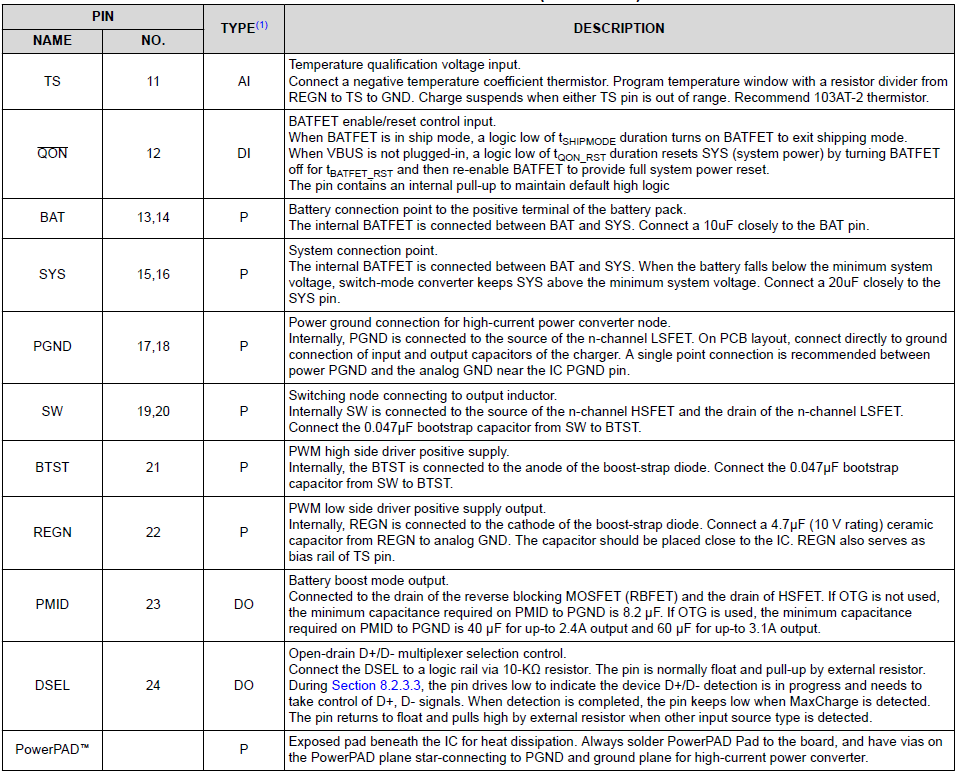 PIN
TYPE(1)
DESCRIPTION
NAME
NO.
TS
11
AI
Temperature qualification voltage input.
Connect a negative temperature coefficient thermistor. Program temperature window with a resistor divider from
REGN to TS to GND. Charge suspends when either TS pin is out of range. Recommend 103AT-2 thermistor.
QON
12
DI
BATFET enable/reset control input.
When BATFET is in ship mode, a logic low of tSHIPMODE duration turns on BATFET to exit shipping mode.
When VBUS is not plugged-in, a logic low of tQON_RST duration resets SYS (system power) by turning BATFET
off for tBATFET_RST and then re-enable BATFET to provide full system power reset.
The pin contains an internal pull-up to maintain default high logic
BAT
13,14
P
Battery connection point to the positive terminal of the battery pack.
The internal BATFET is connected between BAT and SYS. Connect a 10uF closely to the BAT pin.
SYS
15,16
P
System connection point.
The internal BATFET is connected between BAT and SYS. When the battery falls below the minimum system
voltage, switch-mode converter keeps SYS above the minimum system voltage. Connect a 20uF closely to the
SYS pin.
PGND
17,18
P
Power ground connection for high-current power converter node.
Internally, PGND is connected to the source of the n-channel LSFET. On PCB layout, connect directly to ground
connection of input and output capacitors of the charger. A single point connection is recommended between
power PGND and the analog GND near the IC PGND pin.
SW
19,20
P
Switching node connecting to output inductor.
Internally SW is connected to the source of the n-channel HSFET and the drain of the n-channel LSFET.
Connect the 0.047μF bootstrap capacitor from SW to BTST.
BTST
21
P
PWM high side driver positive supply.
Internally, the BTST is connected to the anode of the boost-strap diode. Connect the 0.047μF bootstrap
capacitor from SW to BTST.
REGN
22
P
PWM low side driver positive supply output.
Internally, REGN is connected to the cathode of the boost-strap diode. Connect a 4.7μF (10 V rating) ceramic
capacitor from REGN to analog GND. The capacitor should be placed close to the IC. REGN also serves as
bias rail of TS pin.
PMID
23
DO
Battery boost mode output.
Connected to the drain of the reverse blocking MOSFET (RBFET) and the drain of HSFET. If OTG is not used,
the minimum capacitance required on PMID to PGND is 8.2 μF. If OTG is used, the minimum capacitance
required on PMID to PGND is 40 μF for up-to 2.4A output and 60 μF for up-to 3.1A output.
DSEL
24
DO
Open-drain D+/D- multiplexer selection control.
Connect the DSEL to a logic rail via 10-KΩ resistor. The pin is normally float and pull-up by external resistor.
During Section 8.2.3.3, the pin drives low to indicate the device D+/D- detection is in progress and needs to
take control of D+, D- signals. When detection is completed, the pin keeps low when MaxCharge is detected.
The pin returns to float and pulls high by external resistor when other input source type is detected.
PowerPAD™
P
Exposed pad beneath the IC for heat dissipation. Always solder PowerPAD Pad to the board, and have vias on
the PowerPAD plane star-connecting to PGND and ground plane for high-current power converter.